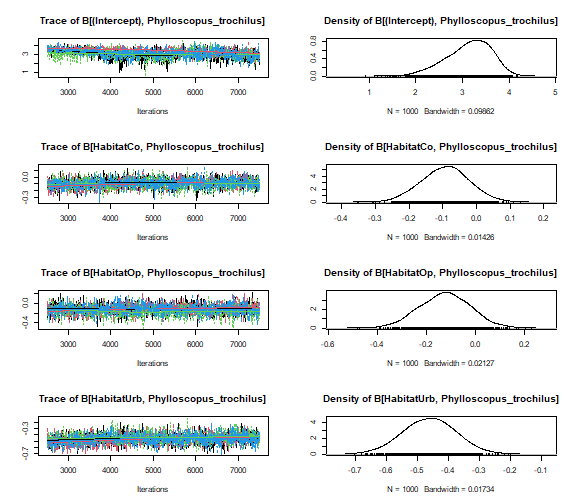 Trace of B[(Intercept), Phylloscopus_trochilus]
Density of B[(Intercept), Phylloscopus_trochilus]
1 3
3000 4000 5000 6000 7000
Iterations
0.0 0.4 0.8
1 2 3 4 5
N = 1000 Bandwidth = 0.09862
Trace of B[HabitatCo, Phylloscopus_trochilus]
Density of B[HabitatCo, Phylloscopus_trochilus]
-0.3 0.0
3000 4000 5000 6000 7000
Iterations
0 2 4
-0.4 -0.3 -0.2 -0.1 0.0 0.1 0.2
N = 1000 Bandwidth = 0.01426
Trace of B[HabitatOp, Phylloscopus_trochilus]
Density of B[HabitatOp, Phylloscopus_trochilus]
-0.4 0.0
3000 4000 5000 6000 7000
Iterations
0 2
-0.6 -0.4 -0.2 0.0 0.2
N = 1000 Bandwidth = 0.02127
Trace of B[HabitatUrb, Phylloscopus_trochilus]
Density of B[HabitatUrb, Phylloscopus_trochilus]
-0.7 -0.3
3000 4000 5000 6000 7000
Iterations
0 2 4
-0.7 -0.6 -0.5 -0.4 -0.3 -0.2 -0.1
N = 1000 Bandwidth = 0.01734